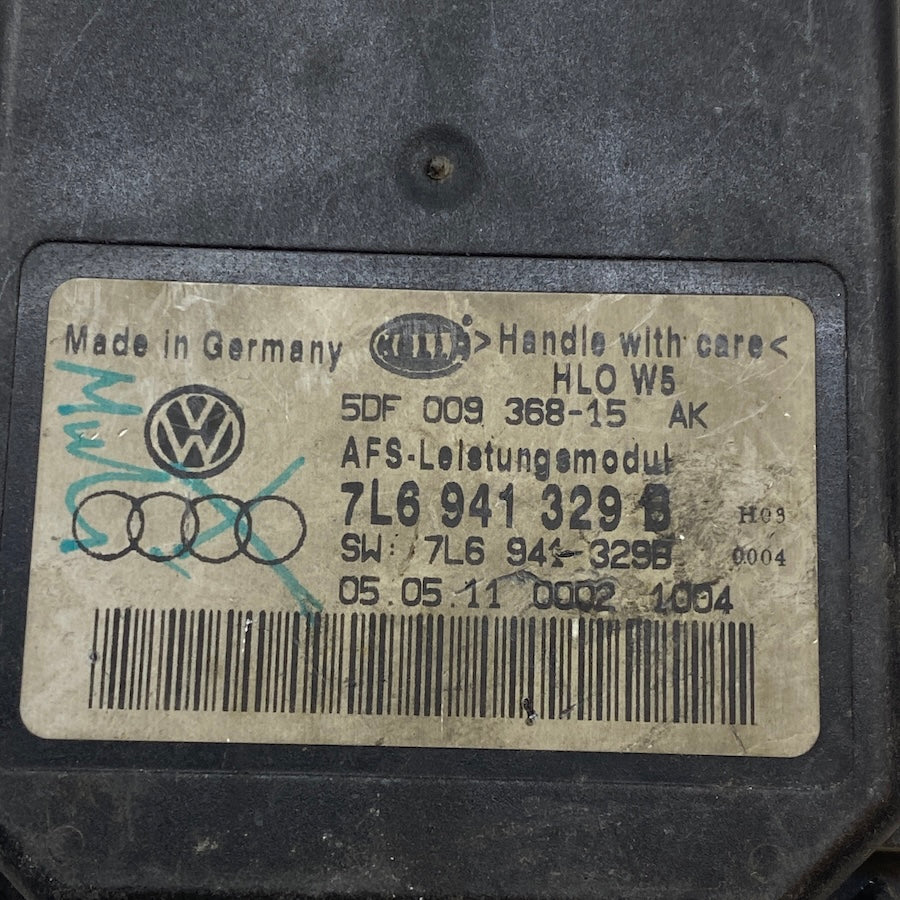 Made in Germany HELLA >Handle with care<
HLO W5
5DF 009 368-15 AK
AFS-Leistungsmodul
7L6 941 329 B H03
SW: 7L6 941-329B 0004
05.05.11 0002 1004